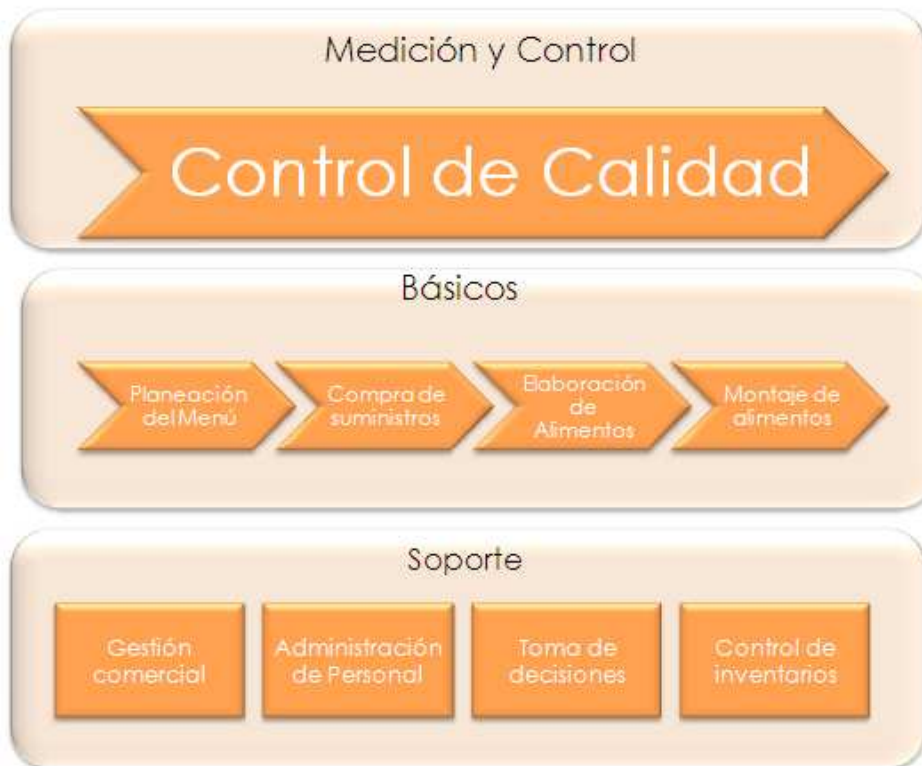 Medición y Control
Control de Calidad
Básicos
Planeación
del Menú
Compra de
suministros
Elaboración
de
Alimentos
Montaje de
alimentos
Soporte
Gestión
comercial
Administración
de Personal
Toma de
decisiones
Control de
inventarios